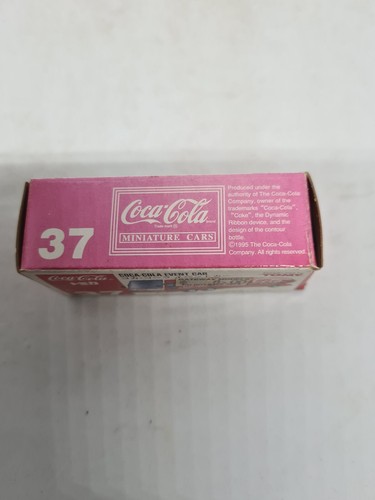 37
Coca-Cola
MINIATURE CARS
Produced under the
authority of The Coca-Cola
Company, owner of the
trademarks "Coca-Cola",
"Coke", the Dynamic
Ribbon device, and the
design of the contour
bottle.
©1995 The Coca-Cola
Company. All rights reserved.
Coca-Cola
COCA-COLA EVENT CAR